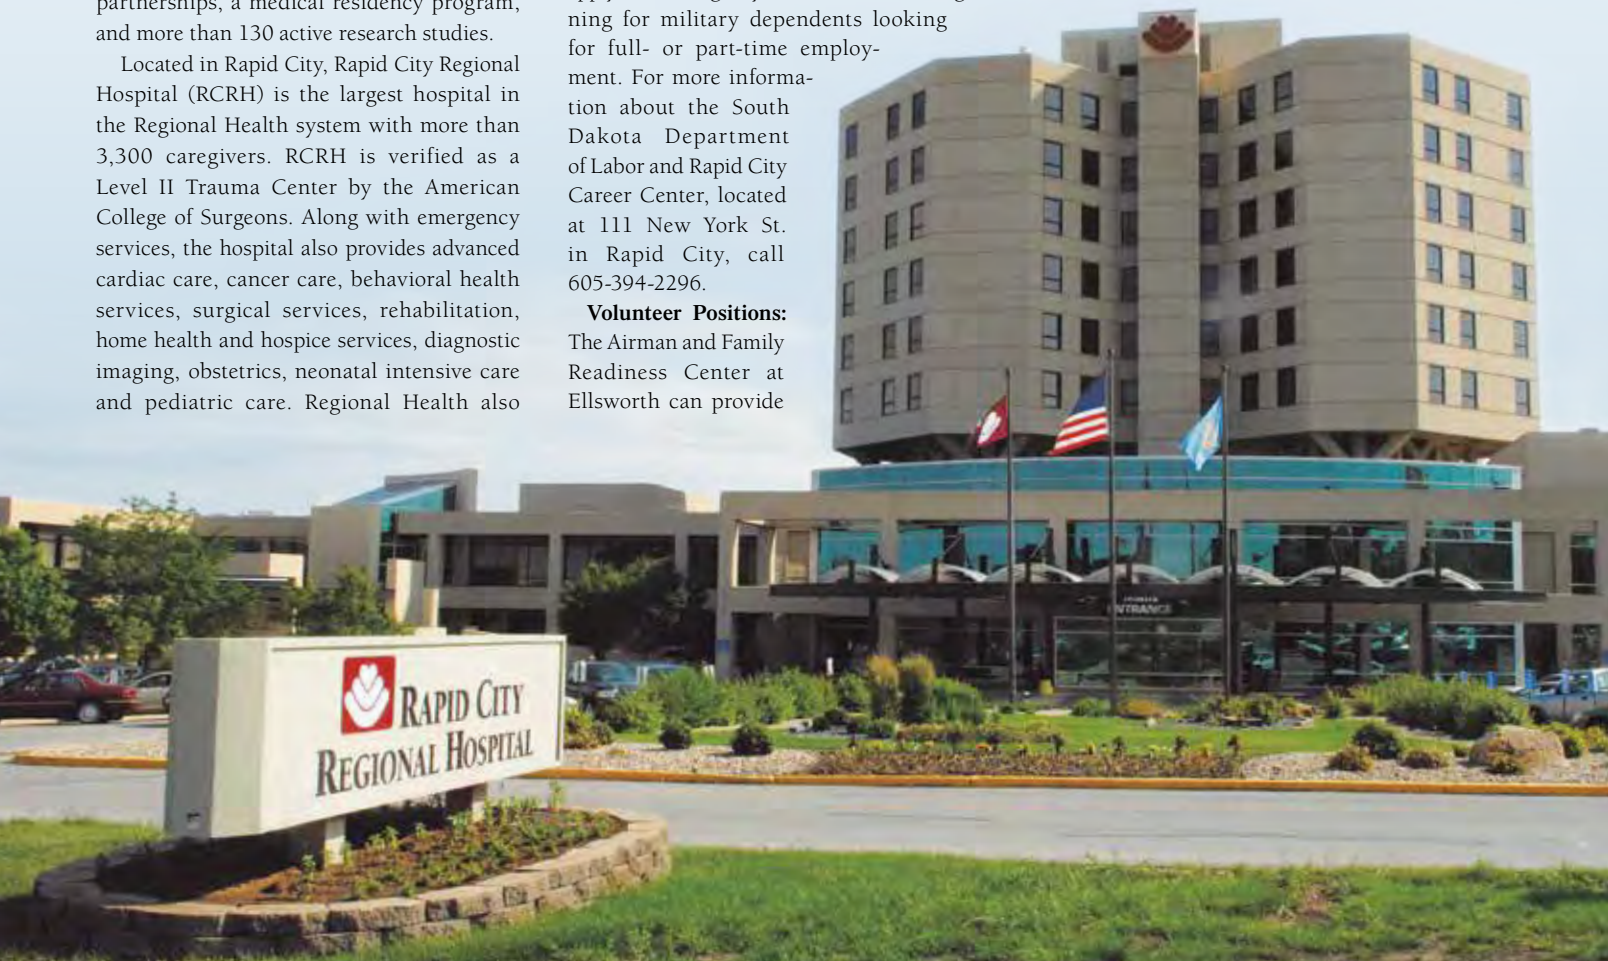 partnerships, a medical residency program,
and more than 130 active research studies.
Located in Rapid City, Rapid City Regional
Hospital (RCRH) is the largest hospital in
the Regional Health system with more than
3,300 caregivers. RCRH is verified as a
Level II Trauma Center by the American
College of Surgeons. Along with emergency
services, the hospital also provides advanced
cardiac care, cancer care, behavioral health
services, surgical services, rehabilitation,
home health and hospice services, diagnostic
imaging, obstetrics, neonatal intensive care
and pediatric care. Regional Health also
ning for military dependents looking
for full- or part-time employ-
ment. For more informa-
tion about the South
Dakota Department
of Labor and Rapid City
Career Center, located
at 111 New York St.
in Rapid City, call
605-394-2296.
Volunteer Positions:
The Airman and Family
Readiness Center at
Ellsworth can provide
ENTRANCE
RAPID CITY
REGIONAL HOSPITAL